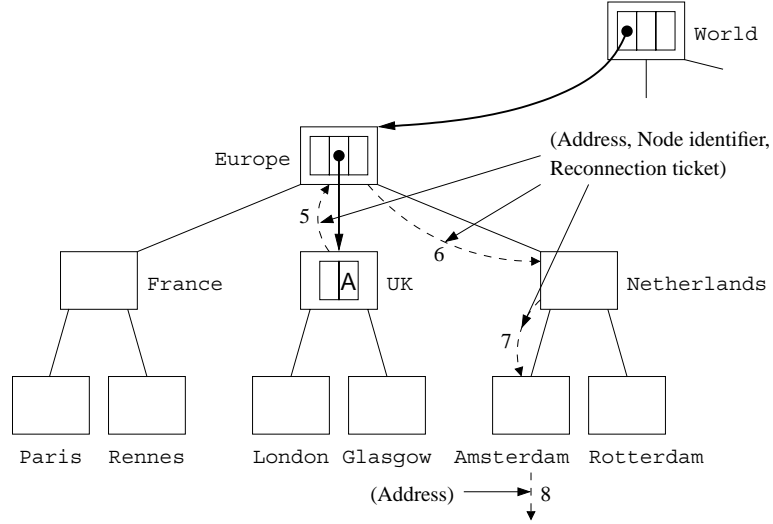 World
(Address, Node identifier,
Reconnection ticket)
Europe
5
6
France
A
UK
Netherlands
7
Paris
Rennes
London
Glasgow
Amsterdam
Rotterdam
(Address)
8